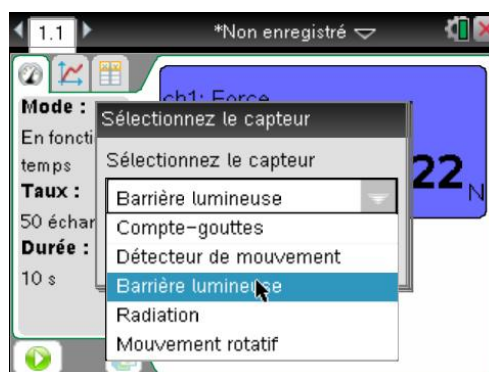 1.1
*Non enregistré
Mode :
En foncti
temps
Taux :
50 échar
Durée :
10 s
ch1: Force
22 N
Sélectionnez le capteur
Sélectionnez le capteur
Barrière lumineuse
Compte-gouttes
Détecteur de mouvement
Barrière lumineuse
Radiation
Mouvement rotatif